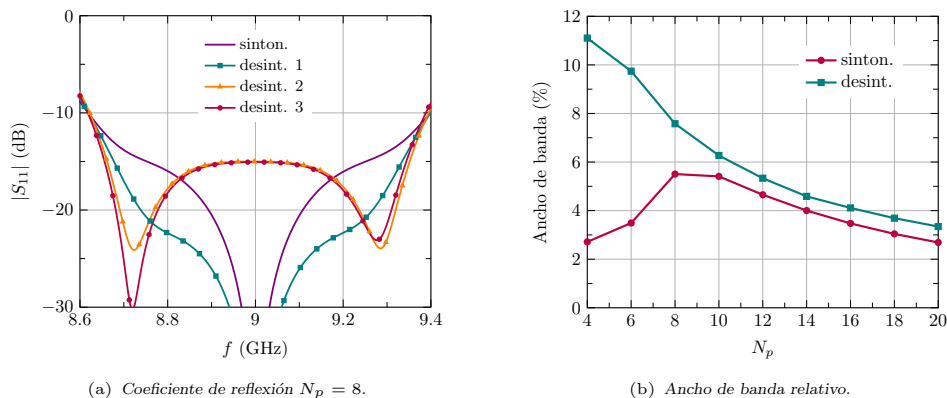 0
−10
−20
−30
|S11| (dB)
sinton.
desint. 1
desint. 2
desint. 3
8.6
8.8
9
9.2
9.4
f (GHz)
(a) Coeficiente de reflexión Np = 8.
12
10
8
6
4
2
0
Ancho de banda (%)
sinton.
desint.
4
6
8
10
12
14
16
18
20
Np
(b) Ancho de banda relativo.